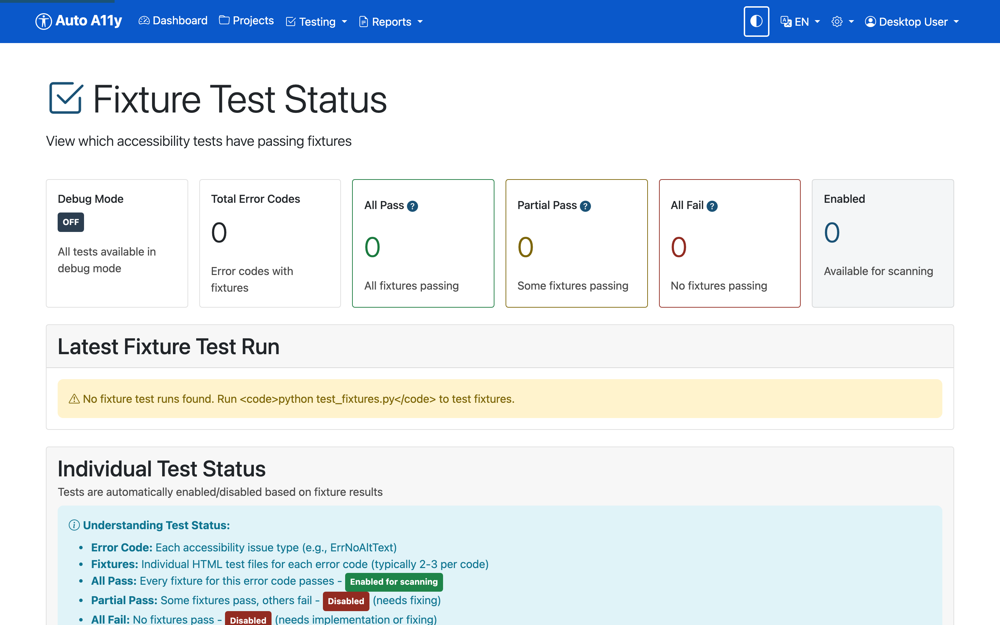 Auto A11y Dashboard Projects Testing Reports EN Desktop User
Fixture Test Status
View which accessibility tests have passing fixtures
Debug Mode
OFF
All tests available in
debug mode
Total Error Codes
0
Error codes with
fixtures
All Pass ?
0
All fixtures passing
Partial Pass ?
0
Some fixtures passing
All Fail ?
0
No fixtures passing
Enabled
0
Available for scanning
Latest Fixture Test Run
No fixture test runs found. Run <code>python test_fixtures.py</code> to test fixtures.
Individual Test Status
Tests are automatically enabled/disabled based on fixture results
Understanding Test Status:
• Error Code: Each accessibility issue type (e.g., ErrNoAltText)
• Fixtures: Individual HTML test files for each error code (typically 2-3 per code)
• All Pass: Every fixture for this error code passes - Enabled for scanning
• Partial Pass: Some fixtures pass, others fail - Disabled (needs fixing)
• All Fail: No fixtures pass - Disabled (needs implementation or fixing)